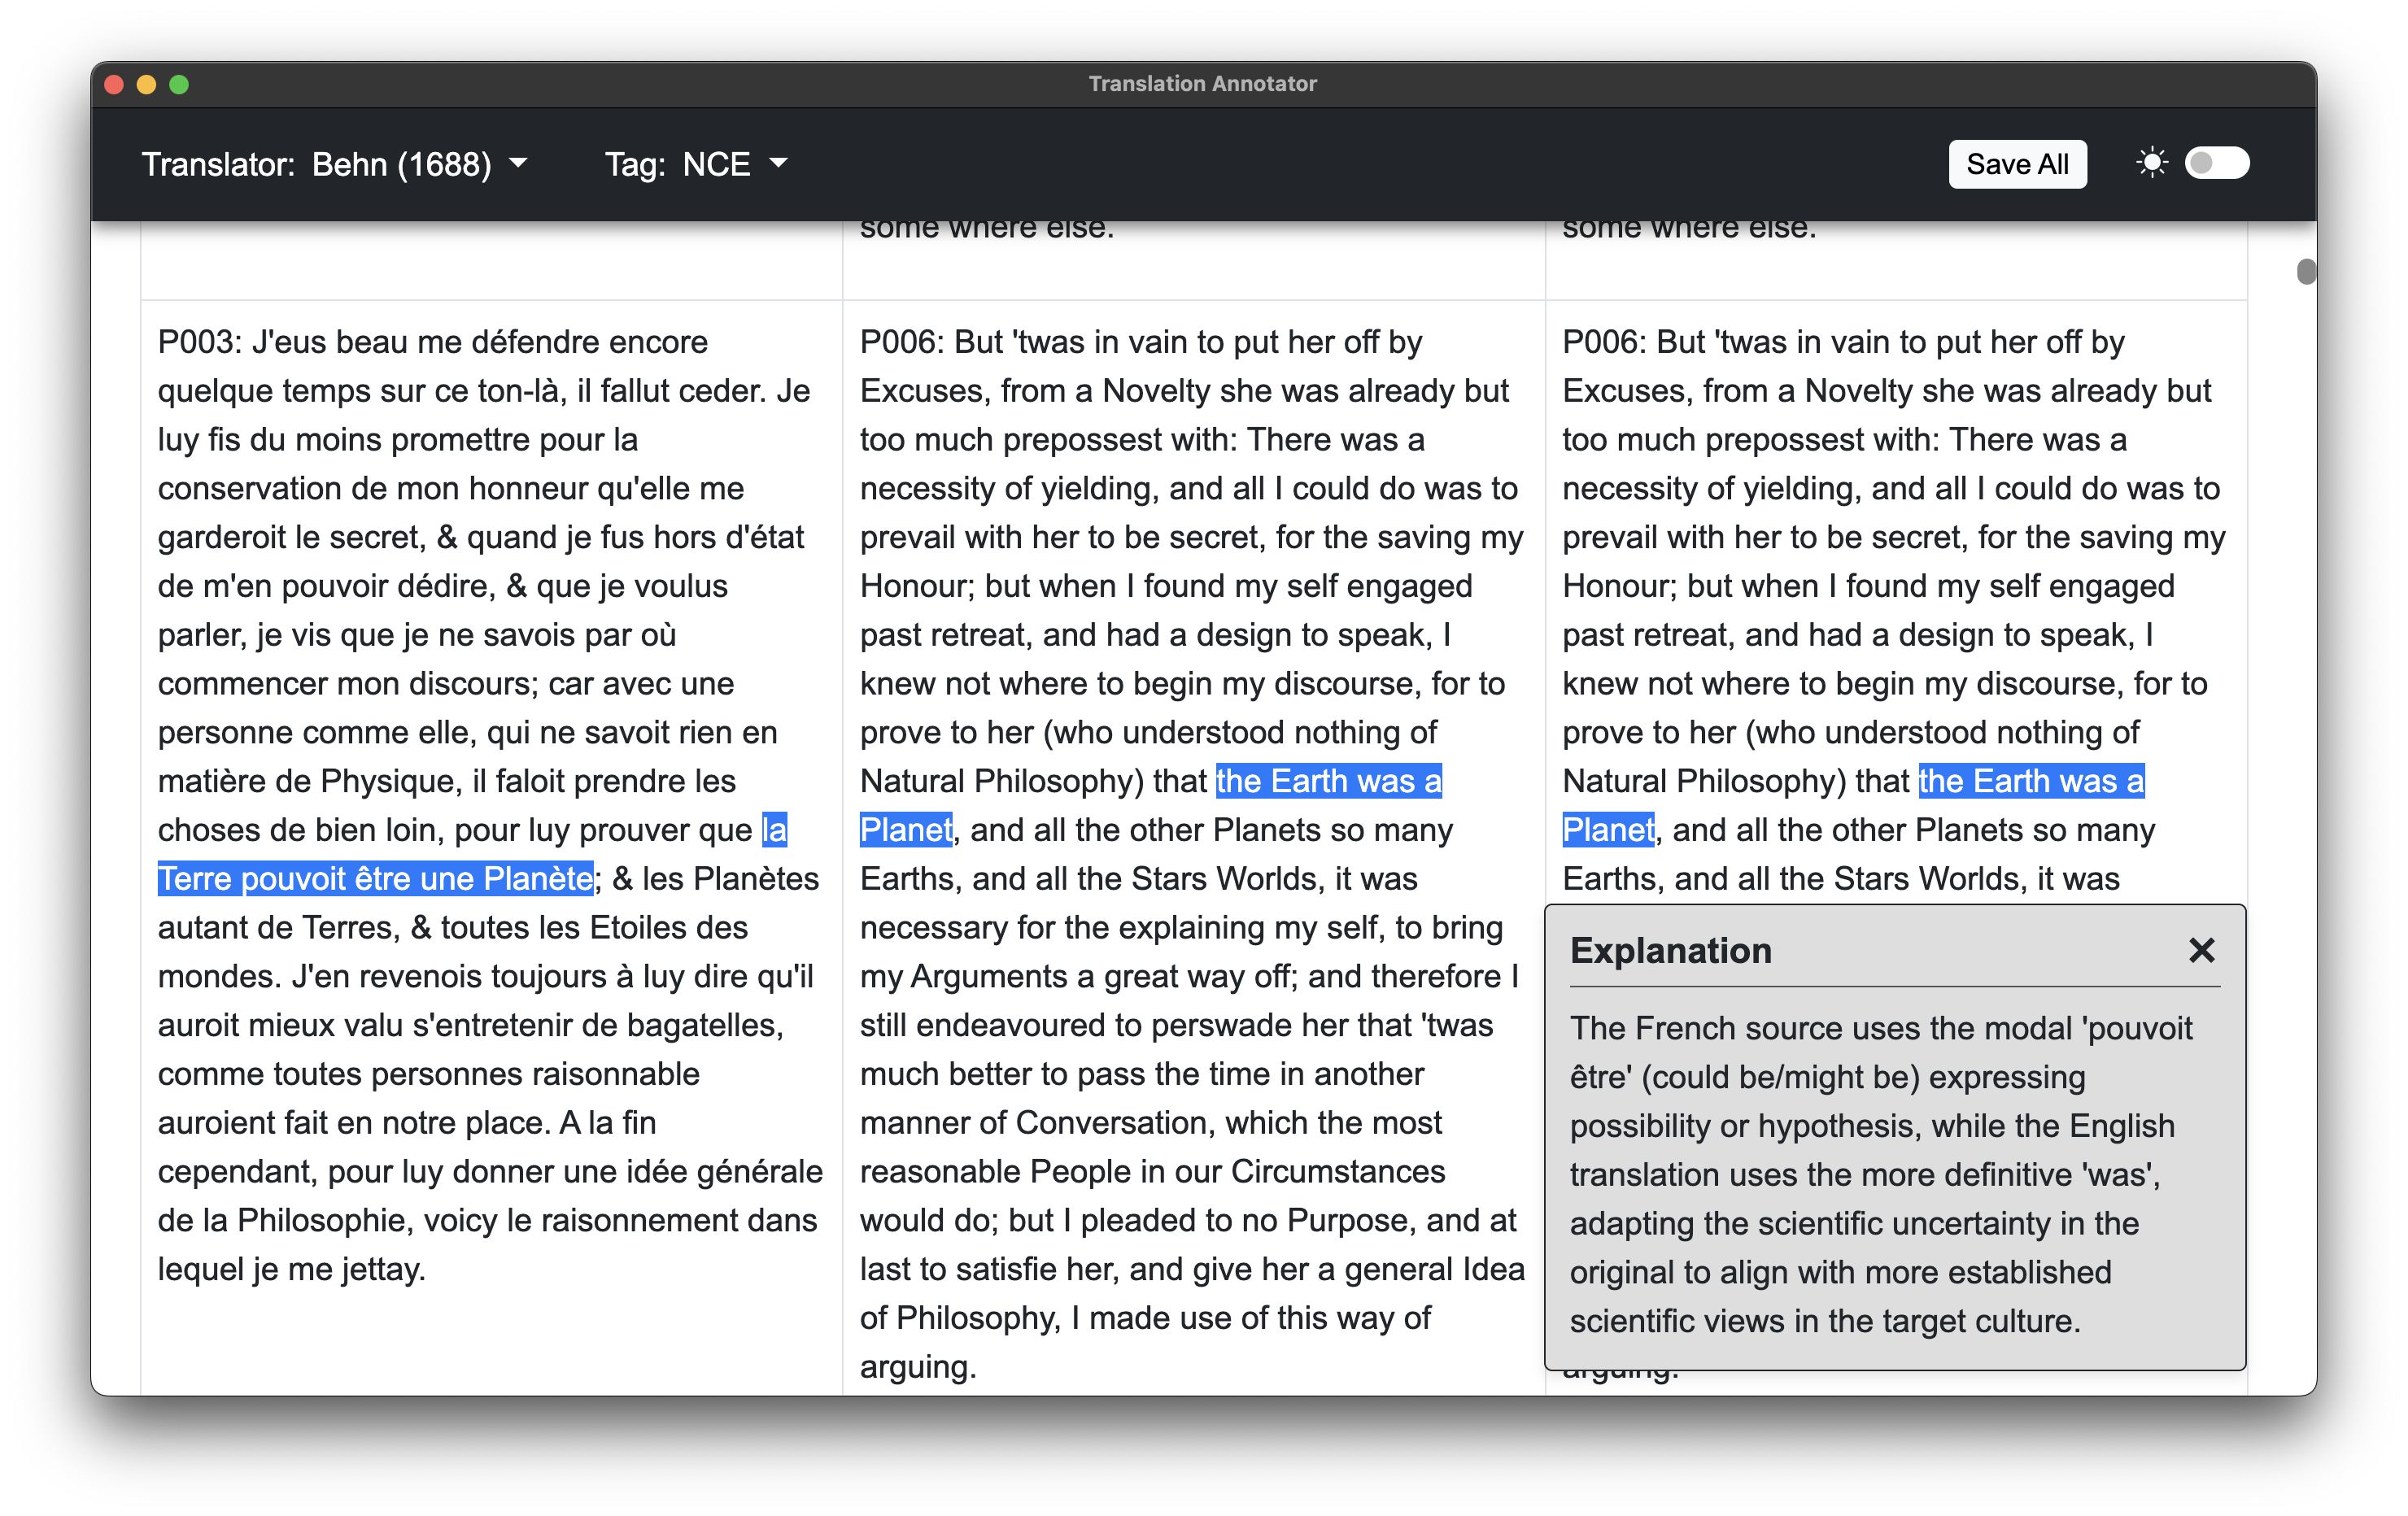 Translation Annotator
Translator: Behn (1688)
Tag: NCE
Save All
some where else.
some where else.
P003: J'eus beau me défendre encore
quelque temps sur ce ton-là, il fallut ceder. Je
luy fis du moins promettre pour la
conservation de mon honneur qu'elle me
garderoit le secret, & quand je fus hors d'état
de m'en pouvoir dédire, & que je voulus
parler, je vis que je ne savois par où
commencer mon discours; car avec une
personne comme elle, qui ne savoit rien en
matière de Physique, il faloit prendre les
choses de bien loin, pour luy prouver que la
Terre pouvoit être une Planète; & les Planètes
autant de Terres, & toutes les Etoiles des
mondes. J'en revenois toujours à luy dire qu'il
auroit mieux valu s'entretenir de bagatelles,
comme toutes personnes raisonnable
auroient fait en notre place. A la fin
cependant, pour luy donner une idée générale
de la Philosophie, voicy le raisonnement dans
lequel je me jettay.
P006: But 'twas in vain to put her off by
Excuses, from a Novelty she was already but
too much prepossest with: There was a
necessity of yielding, and all I could do was to
prevail with her to be secret, for the saving my
Honour; but when I found my self engaged
past retreat, and had a design to speak, I
knew not where to begin my discourse, for to
prove to her (who understood nothing of
Natural Philosophy) that the Earth was a
Planet, and all the other Planets so many
Earths, and all the Stars Worlds, it was
necessary for the explaining my self, to bring
my Arguments a great way off; and therefore I
still endeavoured to perswade her that 'twas
much better to pass the time in another
manner of Conversation, which the most
reasonable People in our Circumstances
would do; but I pleaded to no Purpose, and at
last to satisfie her, and give her a general Idea
of Philosophy, I made use of this way of
arguing.
P006: But 'twas in vain to put her off by
Excuses, from a Novelty she was already but
too much prepossest with: There was a
necessity of yielding, and all I could do was to
prevail with her to be secret, for the saving my
Honour; but when I found my self engaged
past retreat, and had a design to speak, I
knew not where to begin my discourse, for to
prove to her (who understood nothing of
Natural Philosophy) that the Earth was a
Planet, and all the other Planets so many
Earths, and all the Stars Worlds, it was
Explanation
The French source uses the modal 'pouvoit
être' (could be/might be) expressing
possibility or hypothesis, while the English
translation uses the more definitive 'was',
adapting the scientific uncertainty in the
original to align with more established
scientific views in the target culture.
arguing.